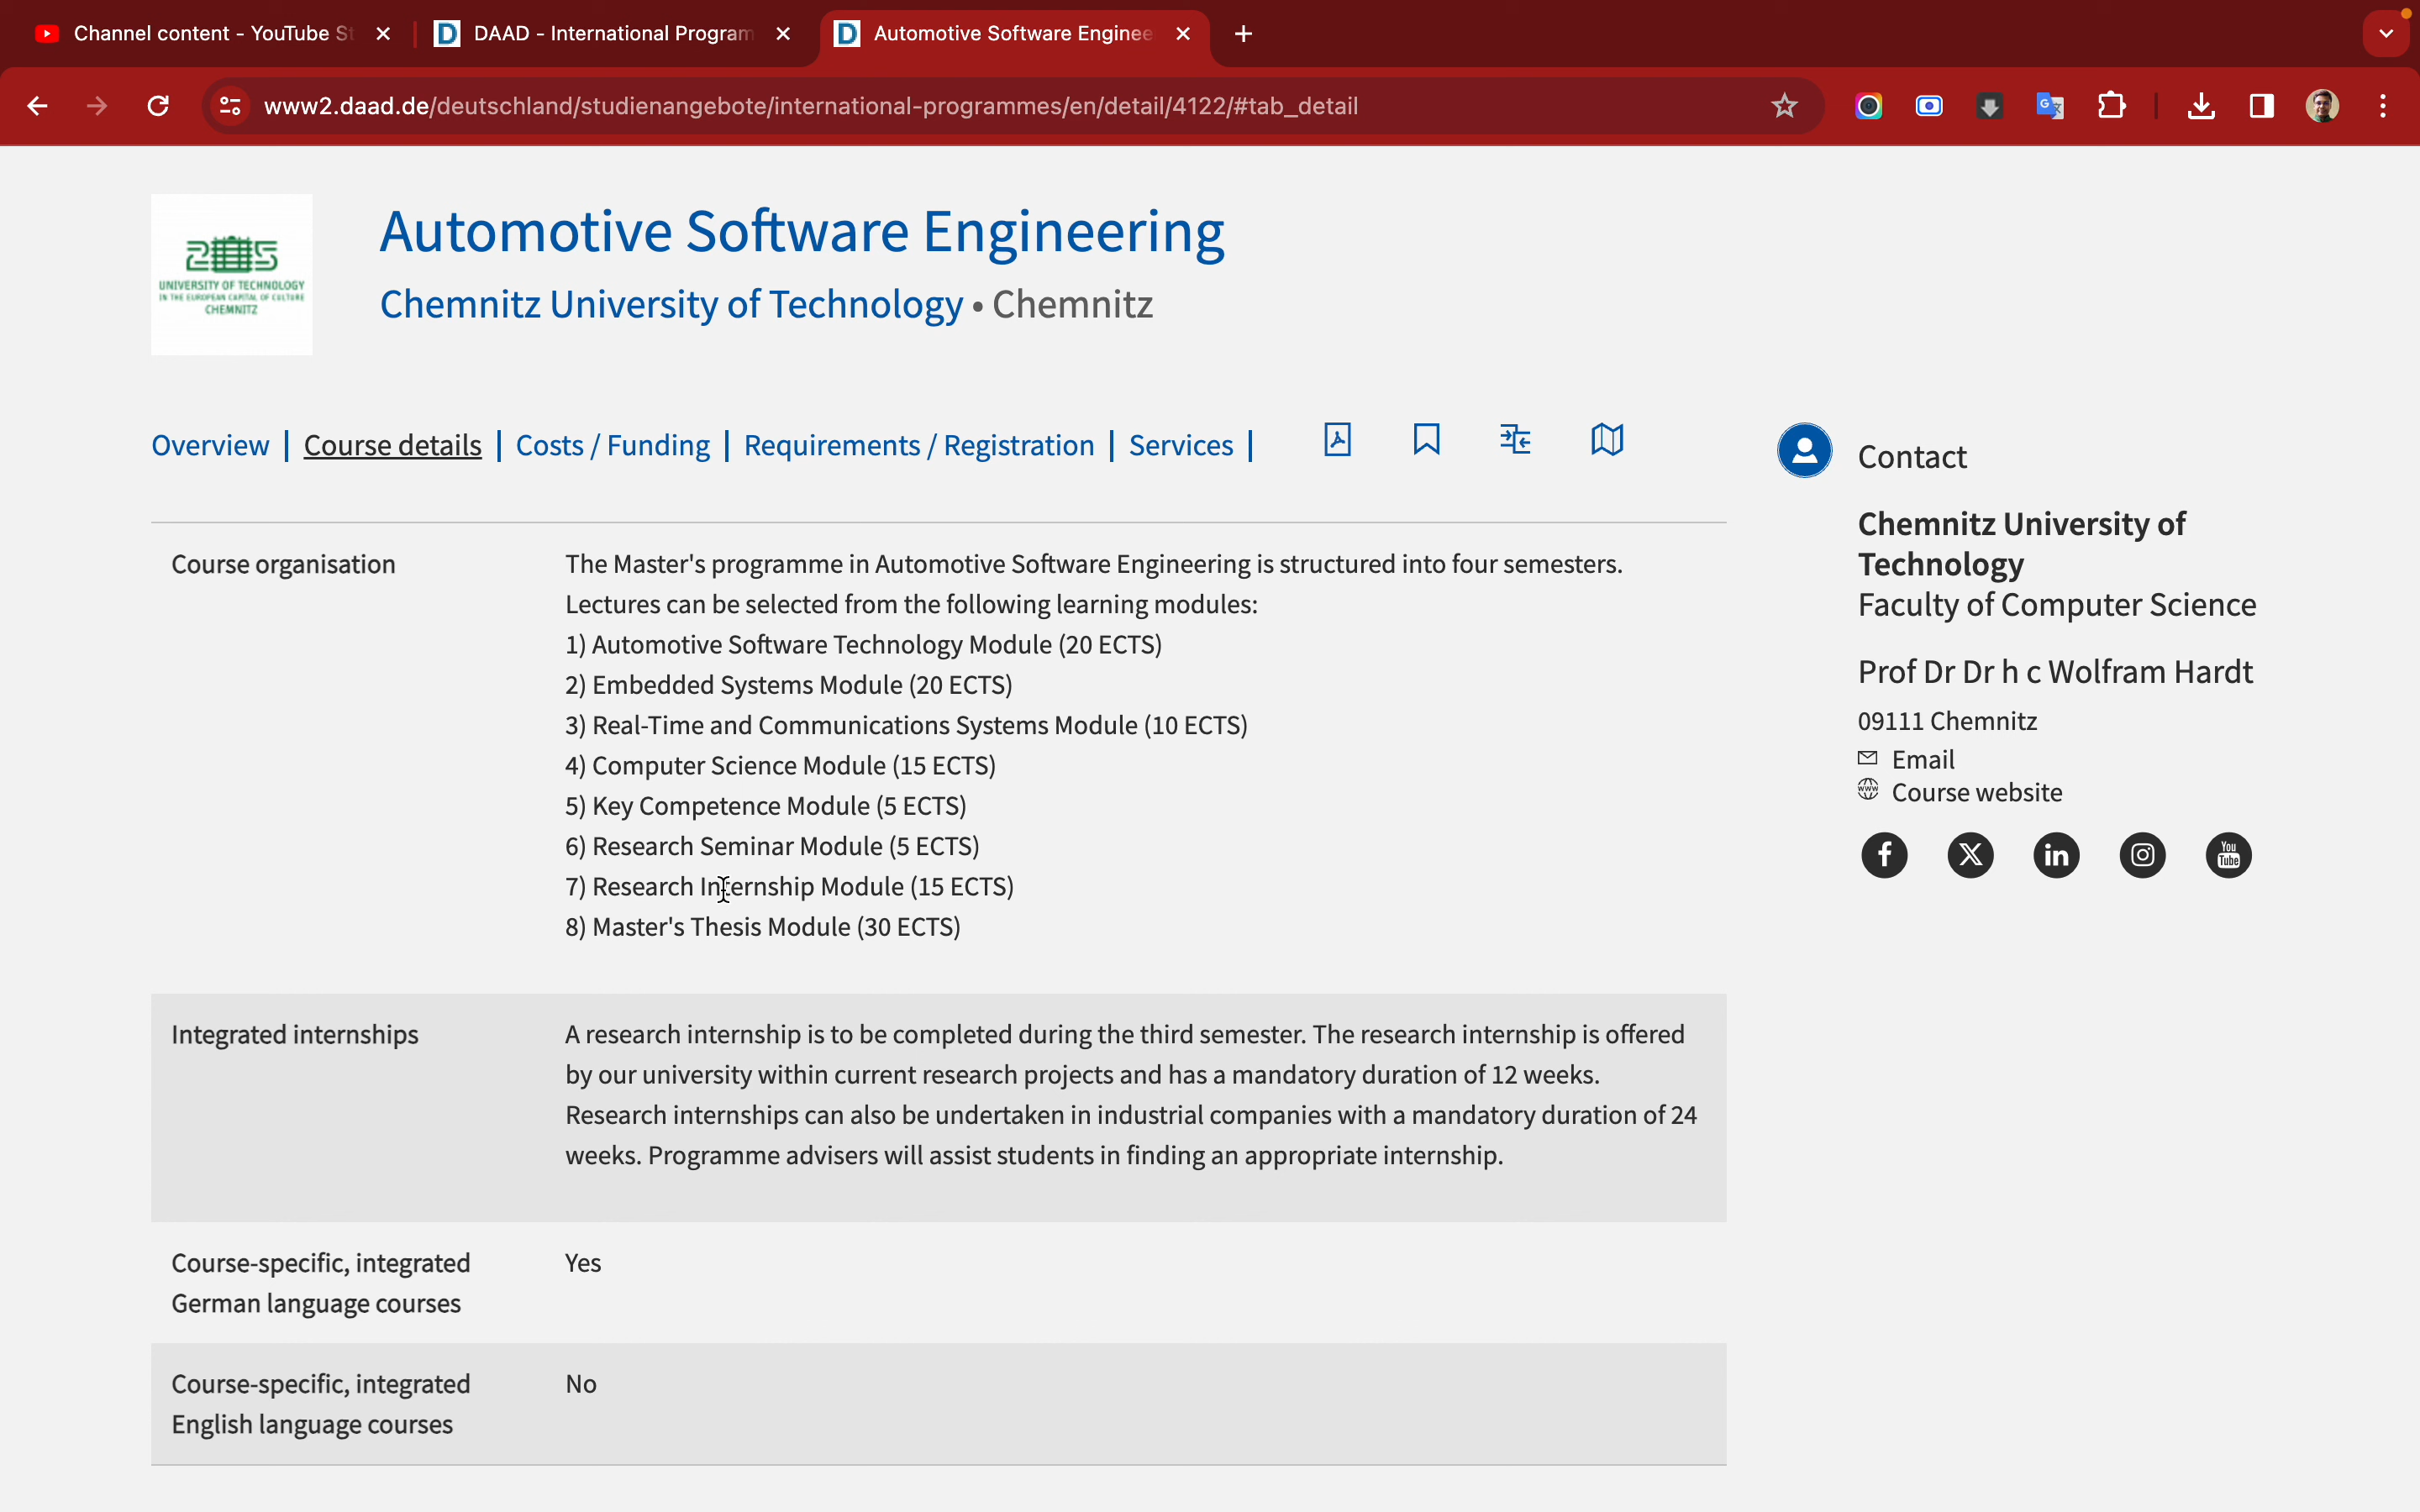 Channel content - YouTube St
DAAD - International Program
Automotive Software Enginee
www2.daad.de/deutschland/studienangebote/international-programmes/en/detail/4122/#tab_detail
UNIVERSITY OF TECHNOLOGY
IN THE EUROPEAN CAPITAL OF CULTURE
CHEMNITZ
Automotive Software Engineering
Chemnitz University of Technology • Chemnitz
Overview | Course details | Costs / Funding | Requirements / Registration | Services |
Course organisation
The Master's programme in Automotive Software Engineering is structured into four semesters.
Lectures can be selected from the following learning modules:
1) Automotive Software Technology Module (20 ECTS)
2) Embedded Systems Module (20 ECTS)
3) Real-Time and Communications Systems Module (10 ECTS)
4) Computer Science Module (15 ECTS)
5) Key Competence Module (5 ECTS)
6) Research Seminar Module (5 ECTS)
7) Research Internship Module (15 ECTS)
8) Master's Thesis Module (30 ECTS)
Integrated internships
A research internship is to be completed during the third semester. The research internship is offered
by our university within current research projects and has a mandatory duration of 12 weeks.
Research internships can also be undertaken in industrial companies with a mandatory duration of 24
weeks. Programme advisers will assist students in finding an appropriate internship.
Course-specific, integrated
German language courses
Yes
Course-specific, integrated
English language courses
No
Contact
Chemnitz University of
Technology
Faculty of Computer Science
Prof Dr Dr h c Wolfram Hardt
09111 Chemnitz
Email
www Course website
You
Tube